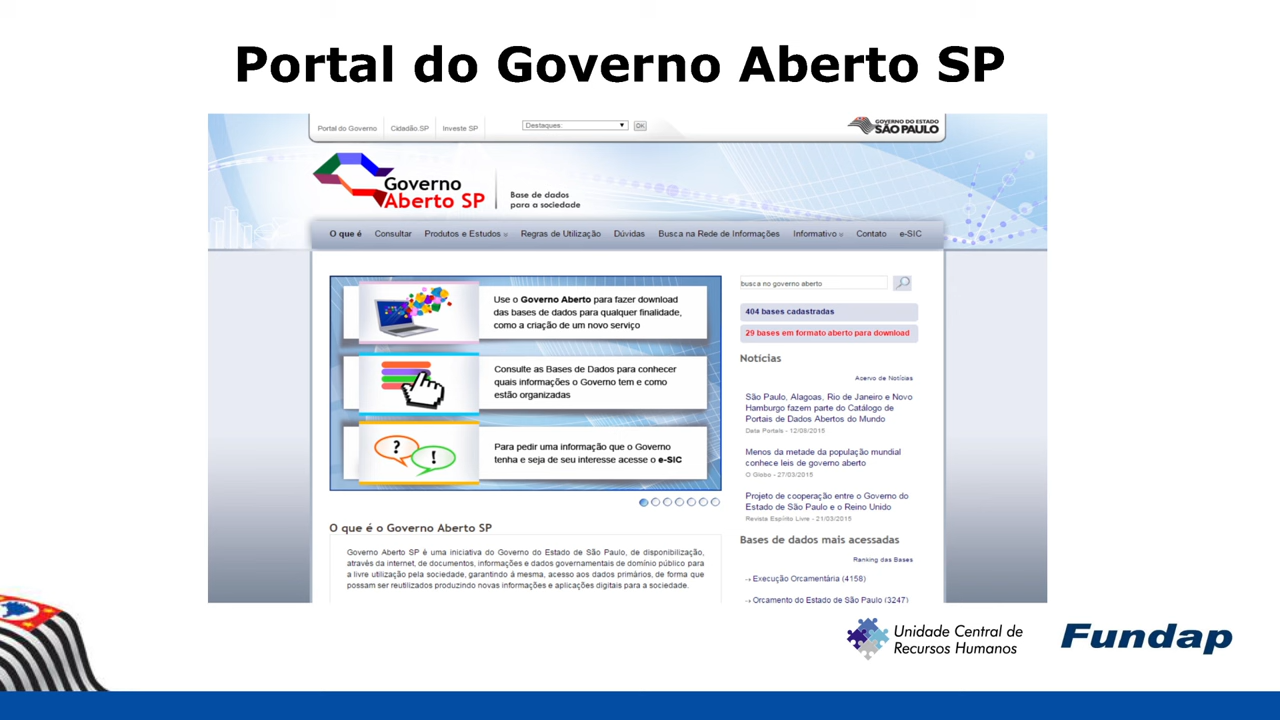 Portal do Governo Aberto SP
Portal do Governo
Cidadão.SP
Investe SP
Destaques:
OK
GOVERNO DO ESTADO
SÃO PAULO
Governo
Aberto SP
Base de dados
para a sociedade
O que é
Consultar
Produtos e Estudos
Regras de Utilização
Dúvidas
Busca na Rede de Informações
Informativo
Contato
e-SIC
Use o Governo Aberto para fazer download
das bases de dados para qualquer finalidade,
como a criação de um novo serviço
Consulte as Bases de Dados para conhecer
quais informações o Governo tem e como
estão organizadas
?
!
Para pedir uma informação que o Governo
tenha e seja de seu interesse acesse o e-SIC
O que é o Governo Aberto SP
Governo Aberto SP é uma iniciativa do Governo do Estado de São Paulo, de disponibilização,
através da internet, de documentos, informações e dados governamentais de domínio público para
a livre utilização pela sociedade, garantindo à mesma, acesso aos dados primários, de forma que
possam ser reutilizados produzindo novas informações e aplicações digitais para a sociedade.
busca no governo aberto
404 bases cadastradas
29 bases em formato aberto para download
Notícias
Acervo de Notícias
São Paulo, Alagoas, Rio de Janeiro e Novo
Hamburgo fazem parte do Catálogo de
Portais de Dados Abertos do Mundo
Data Portals - 12/08/2015
Menos da metade da população mundial
conhece leis de governo aberto
O Globo - 27/03/2015
Projeto de cooperação entre o Governo do
Estado de São Paulo e o Reino Unido
Revista Espírito Livre - 21/03/2015
Bases de dados mais acessadas
Ranking das Bases
Execução Orcamentária (4158)
Orçamento do Estado de São Paulo (3247)
Unidade Central de
Recursos Humanos
Fundap